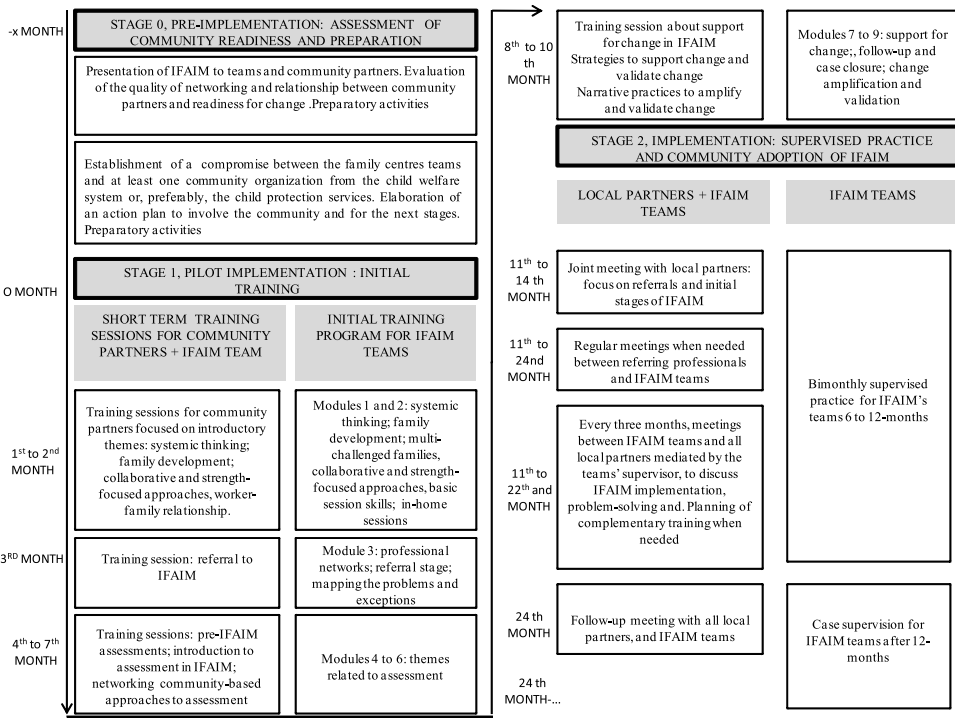 -x MONTH
STAGE 0, PRE-IMPLEMENTATION: ASSESSMENT OF
COMMUNITY READINESS AND PREPARATION,
Presentation of IFAIM to teams and community partners. Evaluation
of the quality of networking and relationship between community
partners and readiness for change .Preparatory activities
Establishment of a compromise between the family centres teams
and at least one community organization from the child welfare
system or, preferably, the child protection services. Elaboration of
an action plan to involve the community and for the next stages.
Preparatory activities
O MONTH
STAGE 1, PILOT IMPLEMENTATION : INITIAL
TRAINING
SHORT TERM TRAINING
SESSIONS FOR COMMUNITY
PARTNERS + IFAIM TEAM
INITIAL TRAINING
PROGRAM FOR IFAIM
TEAMS
1st to 2nd
MONTH
Training sessions for community
partners focused on introductory
themes: systemic thinking;
family development;
collaborative and strength-
focused approaches, worker-
family relationship.
Modules 1 and 2: systemic
thinking; family
development; multi-
challenged families,
collaborative and strength-
focused approaches, basic
session skills; in-home
sessions
3RD MONTH
Training session: referral to
IFAIM
Module 3: professional
networks; referral stage;
mapping the problems and
exceptions
4th to 7th
MONTH
Training sessions: pre-IFAIM
assessments; introduction to
assessment in IFAIM;
networking community-based
approaches to assessment
Modules 4 to 6: themes
related to assessment
8th to 10
th
MONTH
Training session about support
for change in IFAIM
Strategies to support change and
validate change
Narrative practices to amplify
and validate change
Modules 7 to 9: support for
change;, follow-up and
case closure; change
amplification and
validation
STAGE 2, IMPLEMENTATION: SUPERVISED PRACTICE
AND COMMUNITY ADOPTION OF IFAIM
LOCAL PARTNERS + IFAIM
TEAMS
IFAIM TEAMS
11th to
14 th
MONTH
Joint meeting with local partners:
focus on referrals and initial
stages of IFAIM
11th to
24nd
MONTH
Regular meetings when needed
between referring professionals
and IFAIM teams
11th to
22th and
MONTH
Every three months, meetings
between IFAIM teams and all
local partners mediated by the
teams' supervisor, to discuss
IFAIM implementation,
problem-solving and. Planning of
complementary training when
needed
Bimonthly supervised
practice for IFAIM's
teams 6 to 12-months
24 th
MONTH
Follow-up meeting with all local
partners, and IFAIM teams
Case supervision for
IFAIM teams after 12-
months
24 th
MONTH-...